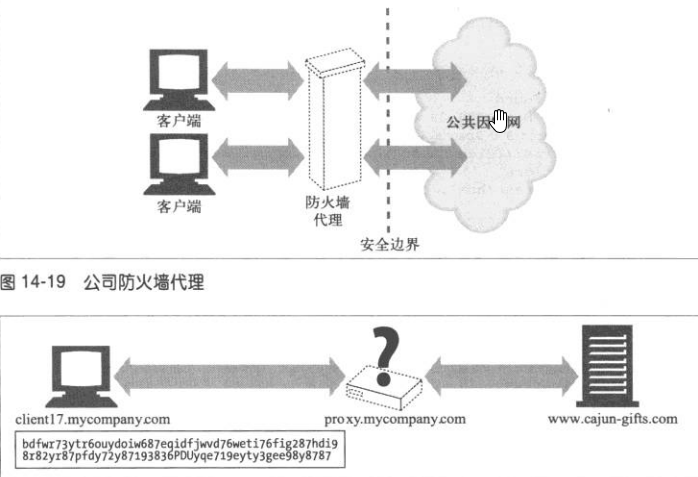 客户端
客户端
防火墙
代理
公共因 网
安全边界
图 14-19 公司防火墙代理
client17.mycompany.com
proxy.mycompany.com
www.cajun-gifts.com
bdfwr73ytr6ouydoiw687eqidfjwvd76weti76fig287hdi9
8r82yr87pfdy72y87193836PDUyqe719eyty3gee98y8787